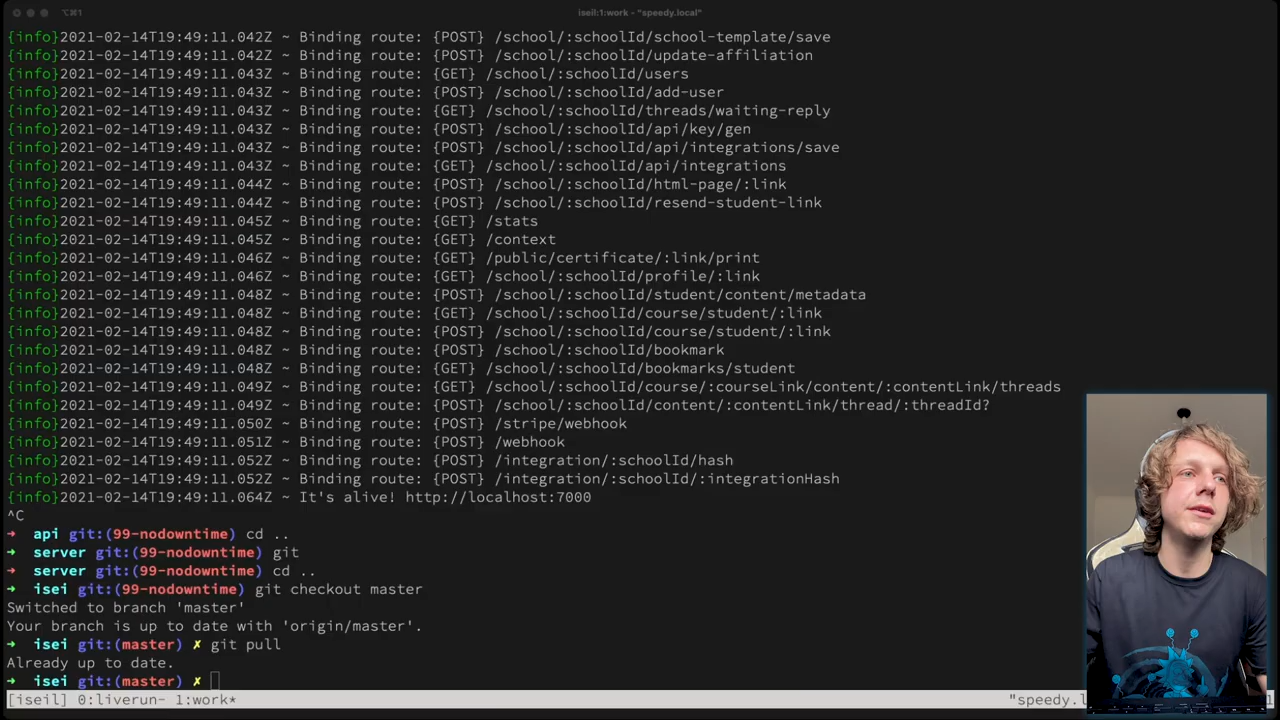 ⌥⌘1
iseil:1:work - "speedy.local"
{info}2021-02-14T19:49:11.042Z ~ Binding route: {POST} /school/:schoolId/school-template/save
{info}2021-02-14T19:49:11.042Z ~ Binding route: {POST} /school/:schoolId/update-affiliation
{info}2021-02-14T19:49:11.043Z ~ Binding route: {GET} /school/:schoolId/users
{info}2021-02-14T19:49:11.043Z ~ Binding route: {POST} /school/:schoolId/add-user
{info}2021-02-14T19:49:11.043Z ~ Binding route: {GET} /school/:schoolId/threads/waiting-reply
{info}2021-02-14T19:49:11.043Z ~ Binding route: {POST} /school/:schoolId/api/key/gen
{info}2021-02-14T19:49:11.043Z ~ Binding route: {POST} /school/:schoolId/api/integrations/save
{info}2021-02-14T19:49:11.043Z ~ Binding route: {GET} /school/:schoolId/api/integrations
{info}2021-02-14T19:49:11.044Z ~ Binding route: {POST} /school/:schoolId/html-page/:link
{info}2021-02-14T19:49:11.044Z ~ Binding route: {POST} /school/:schoolId/resend-student-link
{info}2021-02-14T19:49:11.045Z ~ Binding route: {GET} /stats
{info}2021-02-14T19:49:11.045Z ~ Binding route: {GET} /context
{info}2021-02-14T19:49:11.046Z ~ Binding route: {GET} /public/certificate/:link/print
{info}2021-02-14T19:49:11.046Z ~ Binding route: {GET} /school/:schoolId/profile/:link
{info}2021-02-14T19:49:11.048Z ~ Binding route: {POST} /school/:schoolId/student/content/metadata
{info}2021-02-14T19:49:11.048Z ~ Binding route: {GET} /school/:schoolId/course/student/:link
{info}2021-02-14T19:49:11.048Z ~ Binding route: {POST} /school/:schoolId/course/student/:link
{info}2021-02-14T19:49:11.048Z ~ Binding route: {POST} /school/:schoolId/bookmark
{info}2021-02-14T19:49:11.048Z ~ Binding route: {GET} /school/:schoolId/bookmarks/student
{info}2021-02-14T19:49:11.049Z ~ Binding route: {GET} /school/:schoolId/course/:courseLink/content/:contentLink/threads
{info}2021-02-14T19:49:11.049Z ~ Binding route: {POST} /school/:schoolId/content/:contentLink/thread/:threadId?
{info}2021-02-14T19:49:11.050Z ~ Binding route: {POST} /stripe/webhook
{info}2021-02-14T19:49:11.051Z ~ Binding route: {POST} /webhook
{info}2021-02-14T19:49:11.052Z ~ Binding route: {POST} /integration/:schoolId/hash
{info}2021-02-14T19:49:11.052Z ~ Binding route: {POST} /integration/:schoolId/:integrationHash
{info}2021-02-14T19:49:11.064Z ~ It's alive! http://localhost:7000
^C
➜ api git:(99-nodowntime) cd ..
➜ server git:(99-nodowntime) git
➜ server git:(99-nodowntime) cd ..
➜ isei git:(99-nodowntime) git checkout master
Switched to branch 'master'
Your branch is up to date with 'origin/master'.
➜ isei git:(master) ✗ git pull
Already up to date.
➜ isei git:(master) ✗
[iseil] 0:liverun- 1:work* "speedy.l